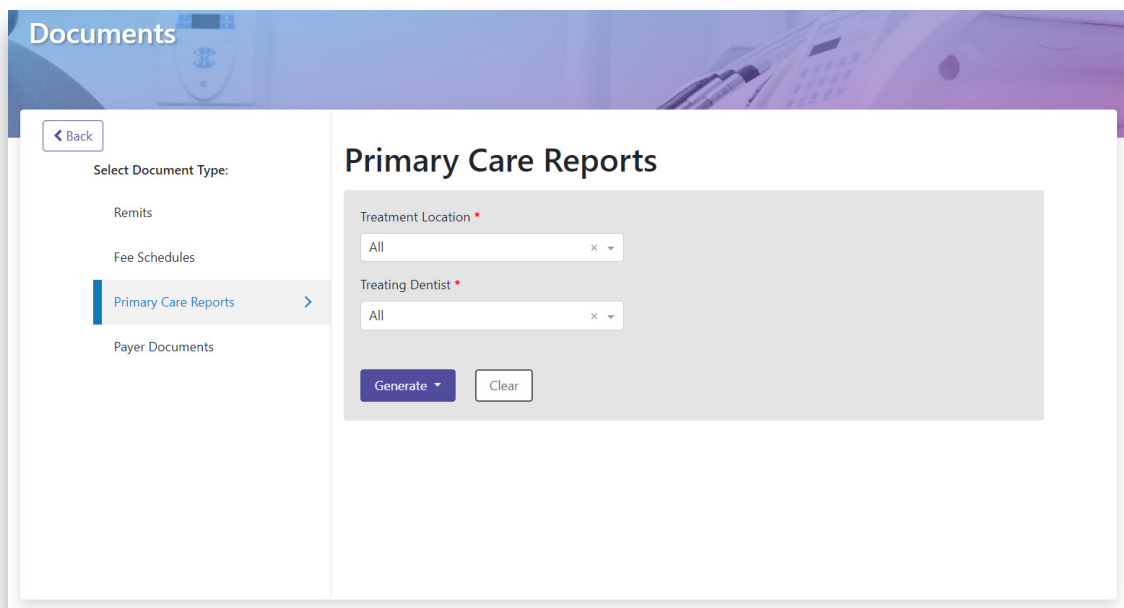 Documents
Back
Select Document Type:
Remits
Fee Schedules
Primary Care Reports
Payer Documents
Primary Care Reports
Treatment Location *
All
Treating Dentist *
All
Generate
Clear